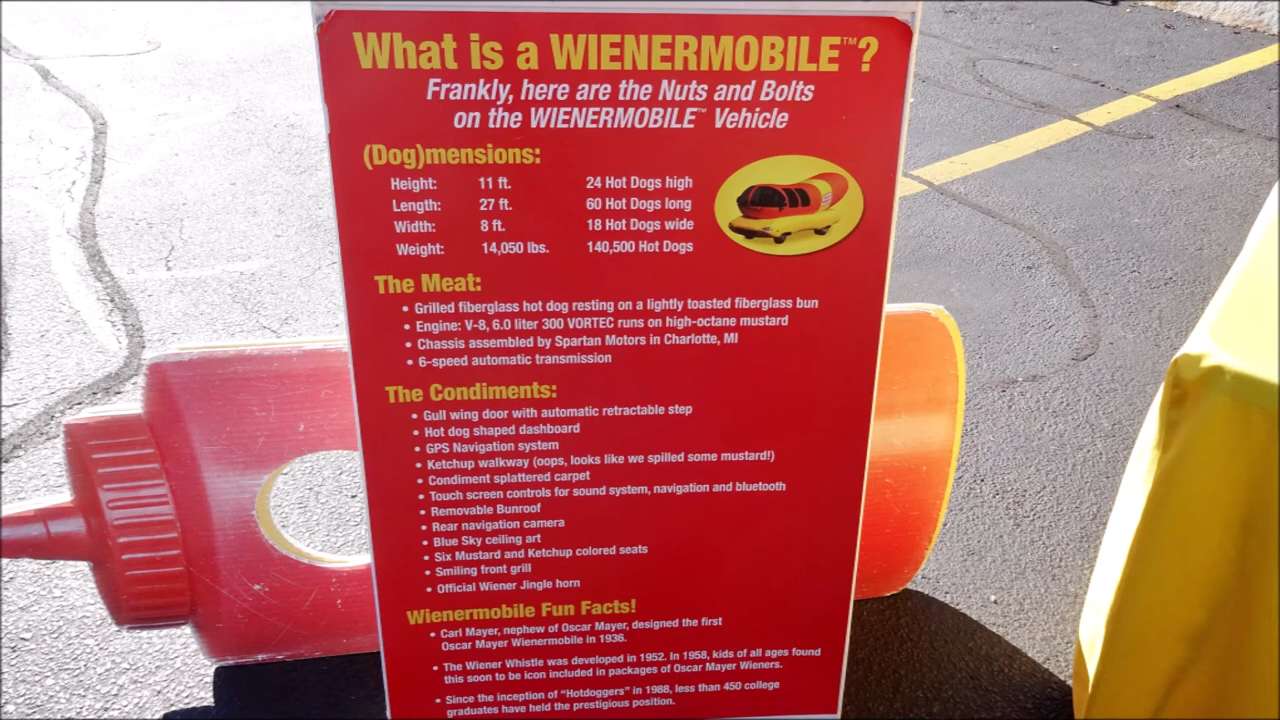 What is a WIENERMOBILE™?
Frankly, here are the Nuts and Bolts
on the WIENERMOBILE™ Vehicle
(Dog)mensions:
Height: 11 ft. 24 Hot Dogs high
Length: 27 ft. 60 Hot Dogs long
Width: 8 ft. 18 Hot Dogs wide
Weight: 14,050 lbs. 140,500 Hot Dogs
The Meat:
• Grilled fiberglass hot dog resting on a lightly toasted fiberglass bun
• Engine: V-8, 6.0 liter 300 VORTEC runs on high-octane mustard
• Chassis assembled by Spartan Motors in Charlotte, MI
• 6-speed automatic transmission
The Condiments:
• Gull wing door with automatic retractable step
• Hot dog shaped dashboard
• GPS Navigation system
• Ketchup walkway (oops, looks like we spilled some mustard!)
• Condiment splattered carpet
• Touch screen controls for sound system, navigation and bluetooth
• Removable Bunroof
• Rear navigation camera
• Blue Sky ceiling art
• Six Mustard and Ketchup colored seats
• Smiling front grill
• Official Wiener Jingle horn
Wienermobile Fun Facts!
• Carl Mayer, nephew of Oscar Mayer, designed the first
Oscar Mayer Wienermobile in 1936.
• The Wiener Whistle was developed in 1952. In 1958, kids of all ages found
this soon to be icon included in packages of Oscar Mayer Wieners.
• Since the inception of "Hotdoggers" in 1988, less than 450 college
graduates have held the prestigious position.